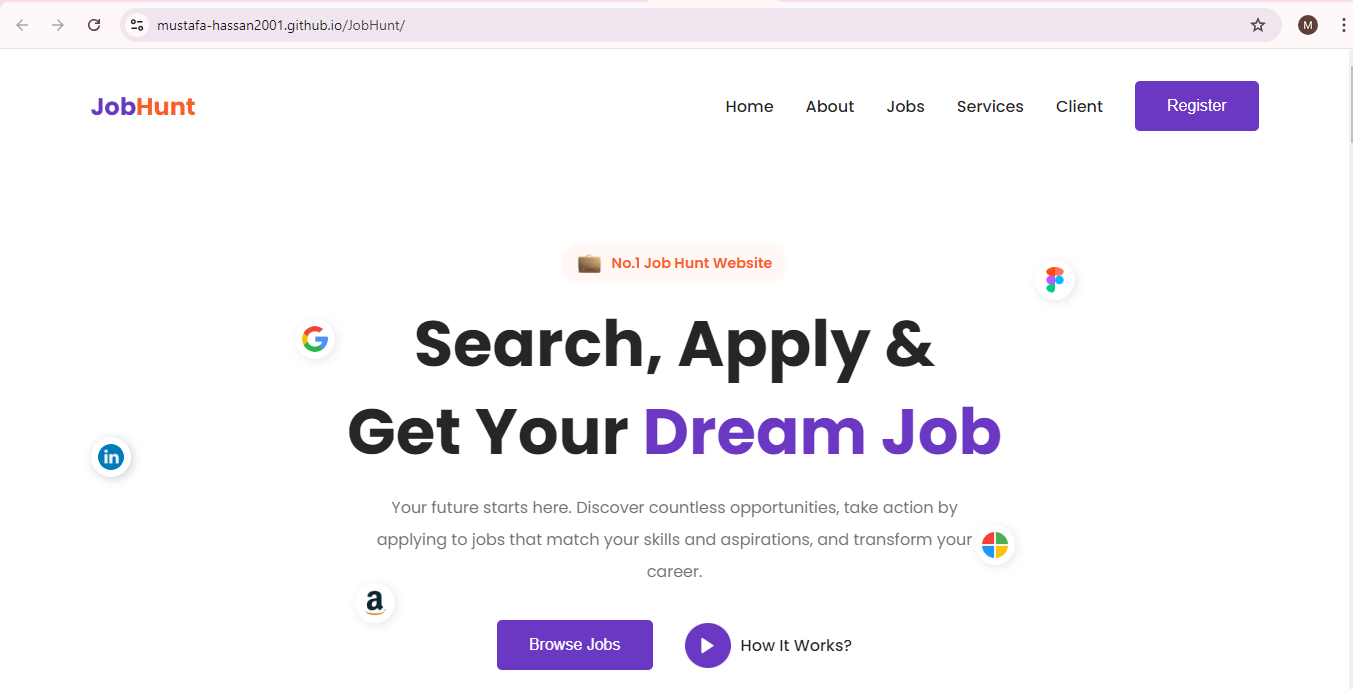 mustafa-hassan2001.github.io/JobHunt/
M
JobHunt
Home
About
Jobs
Services
Client
Register
No.1 Job Hunt Website
Search, Apply &
Get Your Dream Job
Your future starts here. Discover countless opportunities, take action by
applying to jobs that match your skills and aspirations, and transform your
career.
G
in
a
Browse Jobs
How It Works?